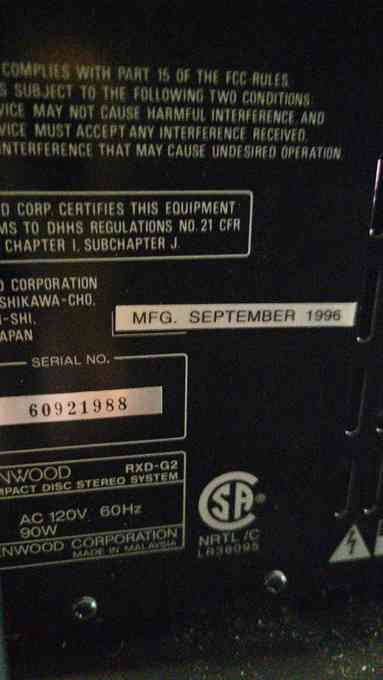 COMPLIES WITH PART 15 OF THE FCC RULES
S SUBJECT TO THE FOLLOWING TWO CONDITIONS:
VICE MAY NOT CAUSE HARMFUL INTERFERENCE, AND
VICE MUST ACCEPT ANY INTERFERENCE RECEIVED,
INTERFERENCE THAT MAY CAUSE UNDESIRED OPERATION.
D CORP. CERTIFIES THIS EQUIPMENT
MS TO DHHS REGULATIONS NO. 21 CFR
CHAPTER I, SUBCHAPTER J.
D CORPORATION
SHIKAWA-CHO,
I-SHI,
APAN
MFG. SEPTEMBER 1996
SERIAL NO.
60921988
NWOOD RXD-G2
MPACT DISC STEREO SYSTEM
AC 120V 60Hz
90W
ENWOOD CORPORATION
MADE IN MALAYSIA
SA
NRTL/C
LR38095